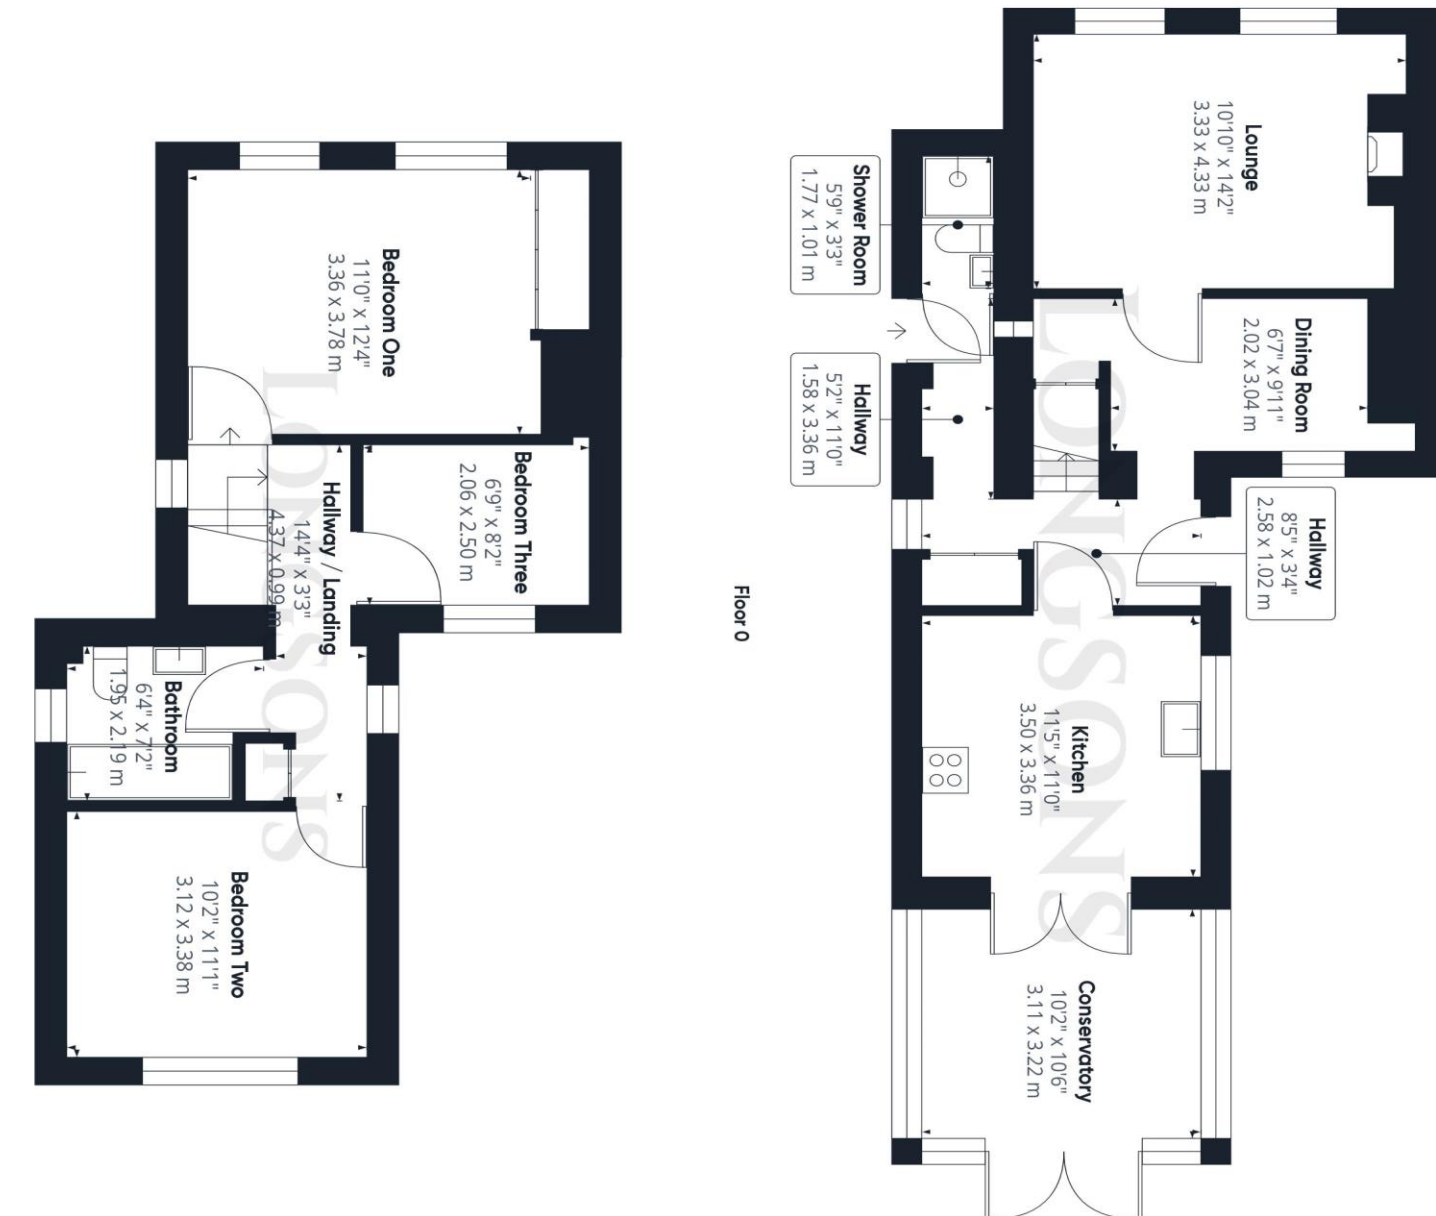 Lounge
10'10" x 14'2"
3.33 x 4.33 m
Dining Room
6'7" x 9'11"
2.02 x 3.04 m
Shower Room
5'9" x 3'3"
1.77 x 1.01 m
Hallway
5'2" x 11'0"
1.58 x 3.36 m
Hallway
8'5" x 3'4"
2.58 x 1.02 m
Kitchen
11'5" x 11'0"
3.50 x 3.36 m
Conservatory
10'2" x 10'6"
3.11 x 3.22 m
LONGSONS
Floor 0
Bedroom One
11'0" x 12'4"
3.36 x 3.78 m
Bedroom Three
6'9" x 8'2"
2.06 x 2.50 m
Hallway / Landing
14'4" x 3'3"
4.37 x 0.99 m
Bathroom
6'4" x 7'2"
1.95 x 2.19 m
Bedroom Two
10'2" x 11'1"
3.12 x 3.38 m
LONGSONS